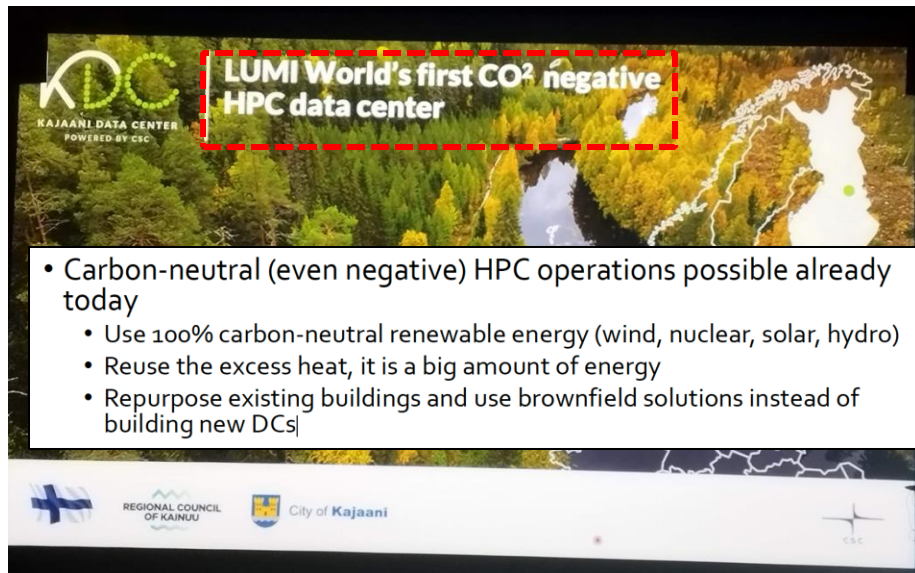 KDC
KAJAANI DATA CENTER
POWERED BY CSC
LUMI World's first CO² negative
HPC data center
• Carbon-neutral (even negative) HPC operations possible already
today
• Use 100% carbon-neutral renewable energy (wind, nuclear, solar, hydro)
• Reuse the excess heat, it is a big amount of energy
• Repurpose existing buildings and use brownfield solutions instead of
building new DCs
REGIONAL COUNCIL
OF KAINUU
City of Kajaani
CSC